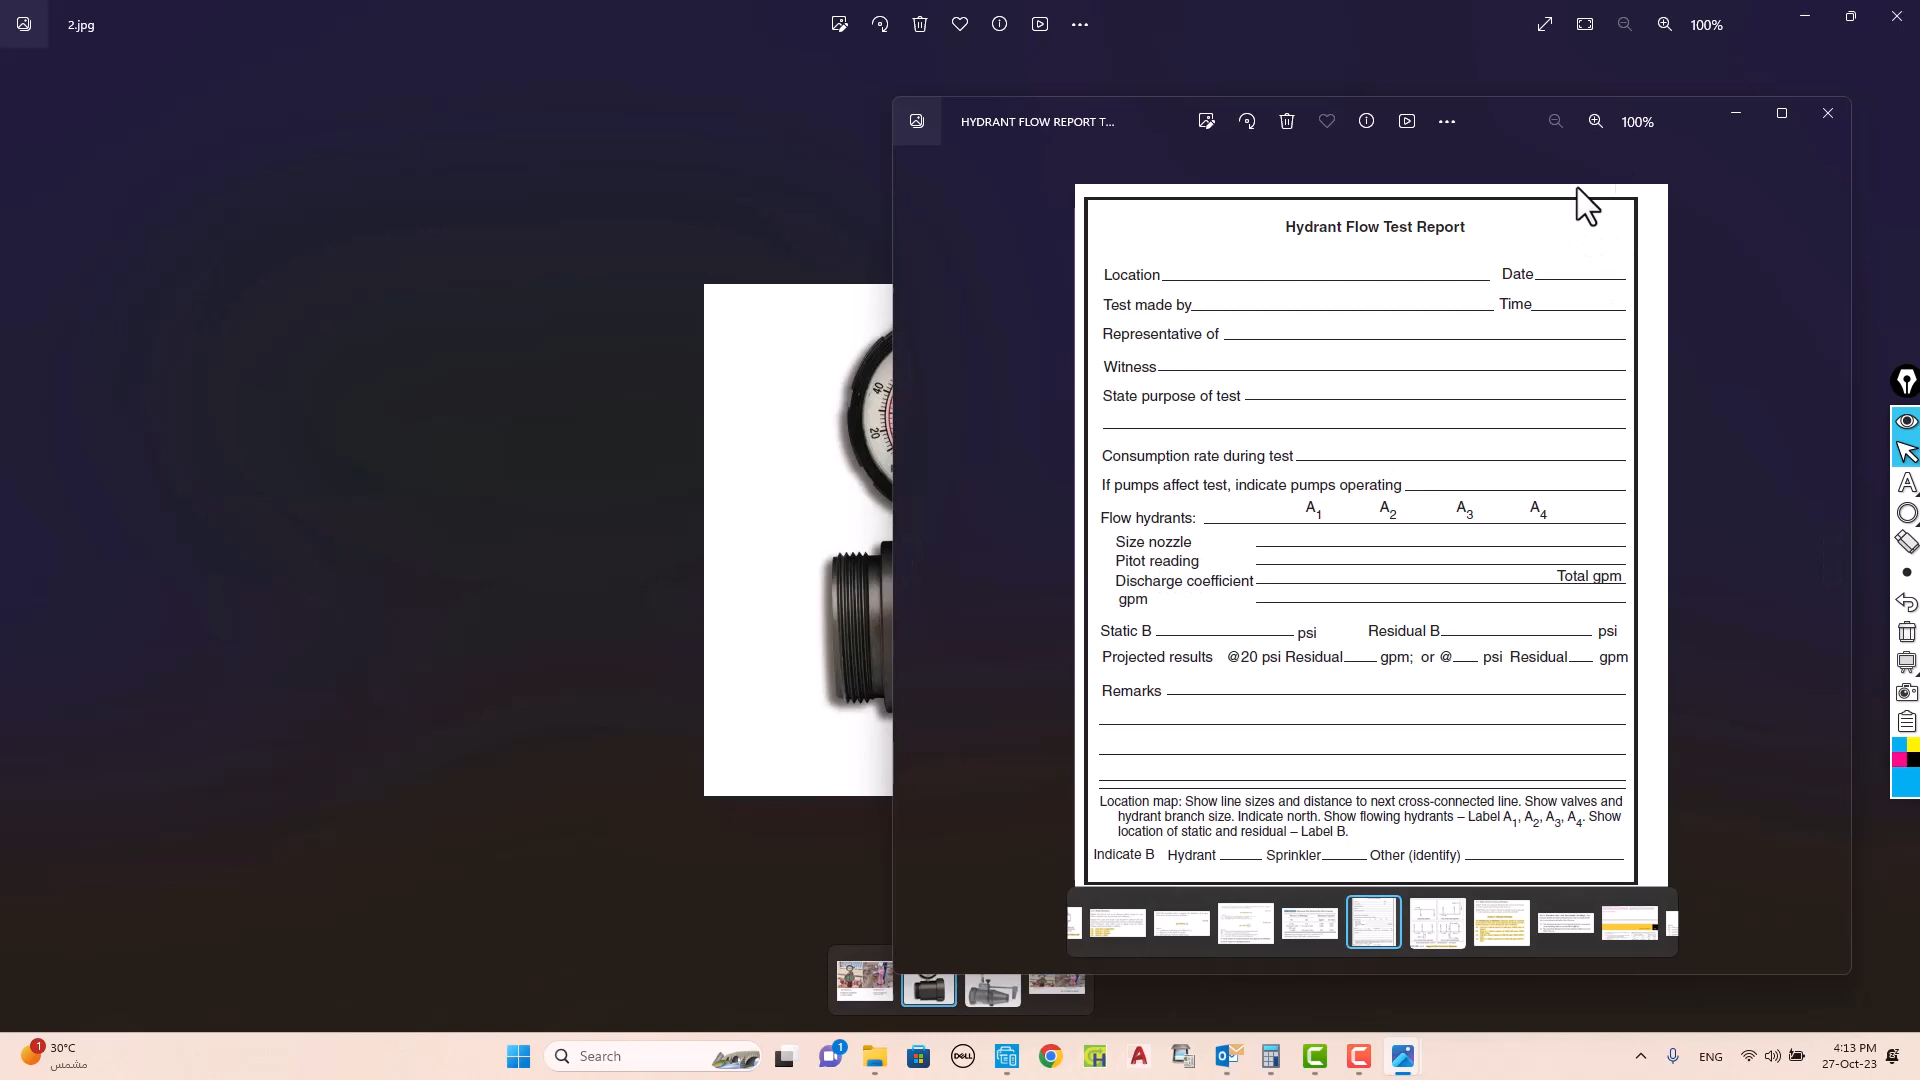 2.jpg
100%
HYDRANT FLOW REPORT T...
100%
Hydrant Flow Test Report
Location Date
Test made by Time
Representative of
Witness
State purpose of test
Consumption rate during test
If pumps affect test, indicate pumps operating
A1 A2 A3 A4
Flow hydrants:
Size nozzle
Pitot reading
Discharge coefficient Total gpm
gpm
Static B psi Residual B psi
Projected results @20 psi Residual gpm; or @ psi Residual gpm
Remarks
Location map: Show line sizes and distance to next cross-connected line. Show valves and
hydrant branch size. Indicate north. Show flowing hydrants – Label A1, A2, A3, A4. Show
location of static and residual – Label B.
Indicate B Hydrant Sprinkler Other (identify)
40
20
1
30°C
مشمس
Search
1
DELL
ENG
4:13 PM
27-Oct-23